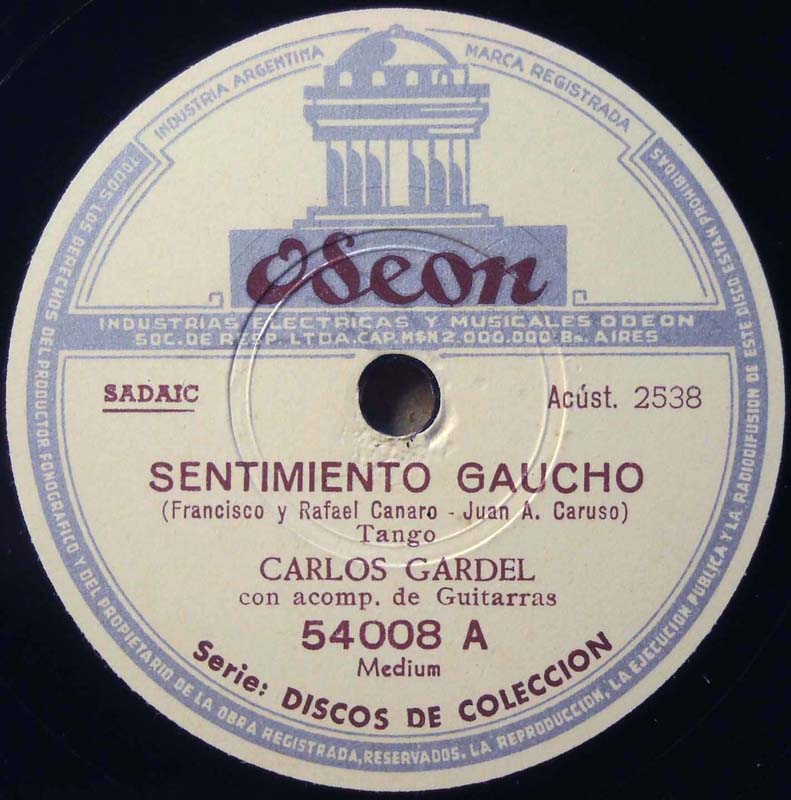 INDUSTRIA ARGENTINA
MARCA REGISTRADA
Odeon
INDUSTRIAS ELECTRICAS Y MUSICALES ODEON
SOC. DE RESP. LTDA. CAP. M$N 2.000.000. Bs. AIRES
SADAIC
Acúst. 2538
SENTIMIENTO GAUCHO
(Francisco y Rafael Canaro - Juan A. Caruso)
Tango
CARLOS GARDEL
con acomp. de Guitarras
54008 A
Medium
Serie: DISCOS DE COLECCION
TODOS LOS DERECHOS DEL PRODUCTOR FONOGRAFICO Y DEL PROPIETARIO DE LA OBRA REGISTRADA, RESERVADOS. LA REPRODUCCION, LA EJECUCION PUBLICA Y LA RADIODIFUSION DE ESTE DISCO ESTAN PROHIBIDAS